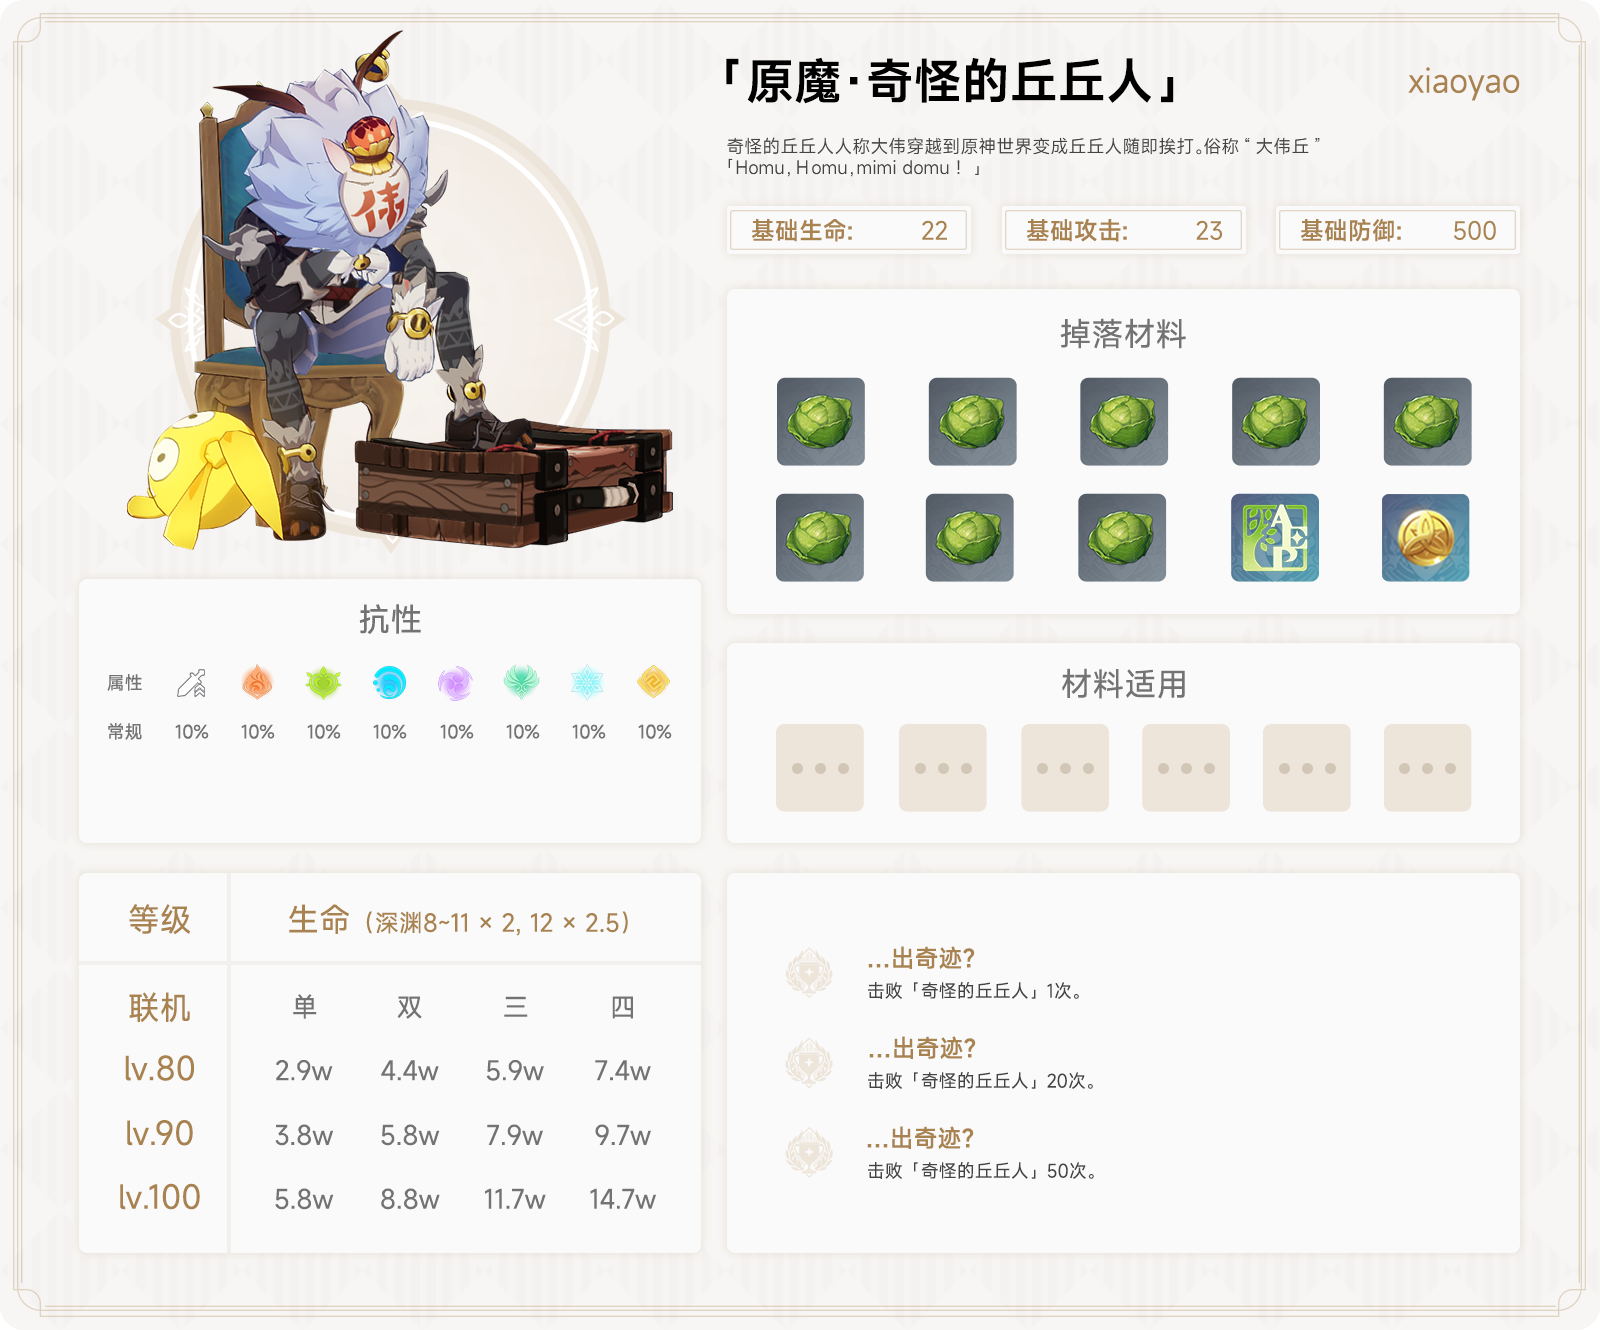 「原魔·奇怪的丘丘人」
xiaoyao
奇怪的丘丘人人称大伟穿越到原神世界变成丘丘人随即挨打。俗称“大伟丘”
「Homu, Homu,mimi domu！」
基础生命: 22
基础攻击: 23
基础防御: 500
伟
掉落材料
AEP
抗性
属性
常规 10% 10% 10% 10% 10% 10% 10% 10%
材料适用
等级 生命（深渊8~11 × 2, 12 × 2.5）
联机 单 双 三 四
lv.80 2.9w 4.4w 5.9w 7.4w
lv.90 3.8w 5.8w 7.9w 9.7w
lv.100 5.8w 8.8w 11.7w 14.7w
...出奇迹?
击败「奇怪的丘丘人」1次。
...出奇迹?
击败「奇怪的丘丘人」20次。
...出奇迹?
击败「奇怪的丘丘人」50次。